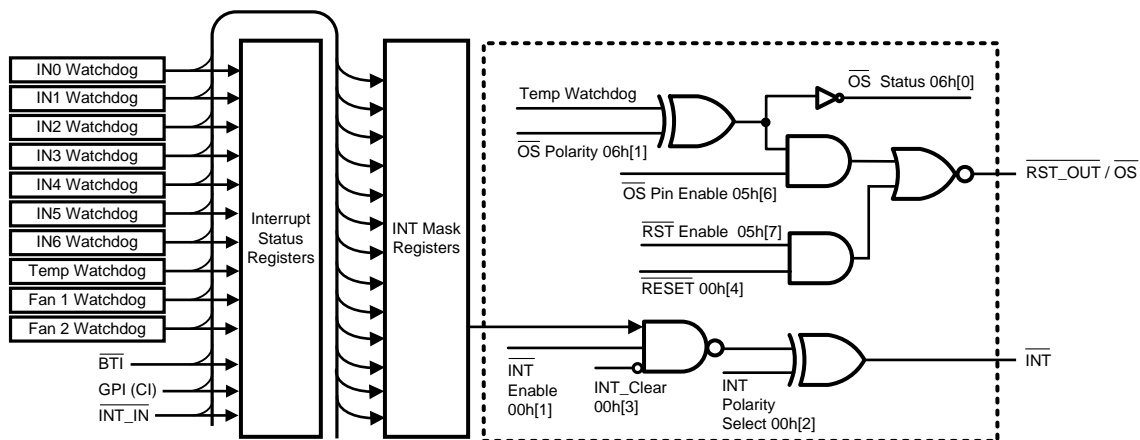 IN0 Watchdog
IN1 Watchdog
IN2 Watchdog
IN3 Watchdog
IN4 Watchdog
IN5 Watchdog
IN6 Watchdog
Temp Watchdog
Fan 1 Watchdog
Fan 2 Watchdog
BTI
GPI (CI)
INT_IN
Interrupt
Status
Registers
INT Mask
Registers
Temp Watchdog
OS Polarity 06h[1]
OS Status 06h[0]
OS Pin Enable 05h[6]
RST Enable 05h[7]
RESET 00h[4]
RST_OUT / OS
INT
Enable
00h[1]
INT_Clear
00h[3]
INT
Polarity
Select 00h[2]
INT